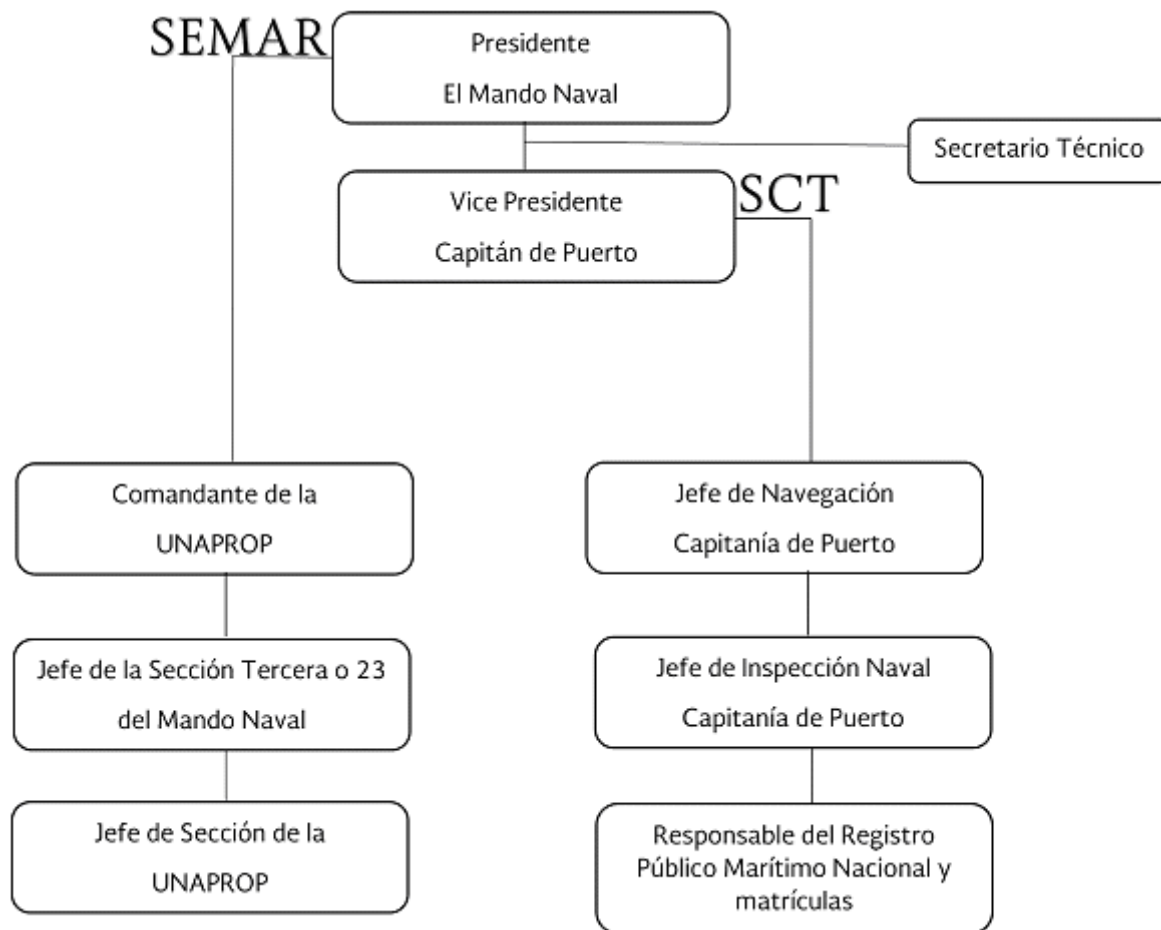 SEMAR
Presidente
El Mando Naval
Secretario Técnico
Vice Presidente
Capitán de Puerto
SCT
Comandante de la
UNAPROP
Jefe de la Sección Tercera o 23
del Mando Naval
Jefe de Sección de la
UNAPROP
Jefe de Navegación
Capitanía de Puerto
Jefe de Inspección Naval
Capitanía de Puerto
Responsable del Registro
Público Marítimo Nacional y
matrículas